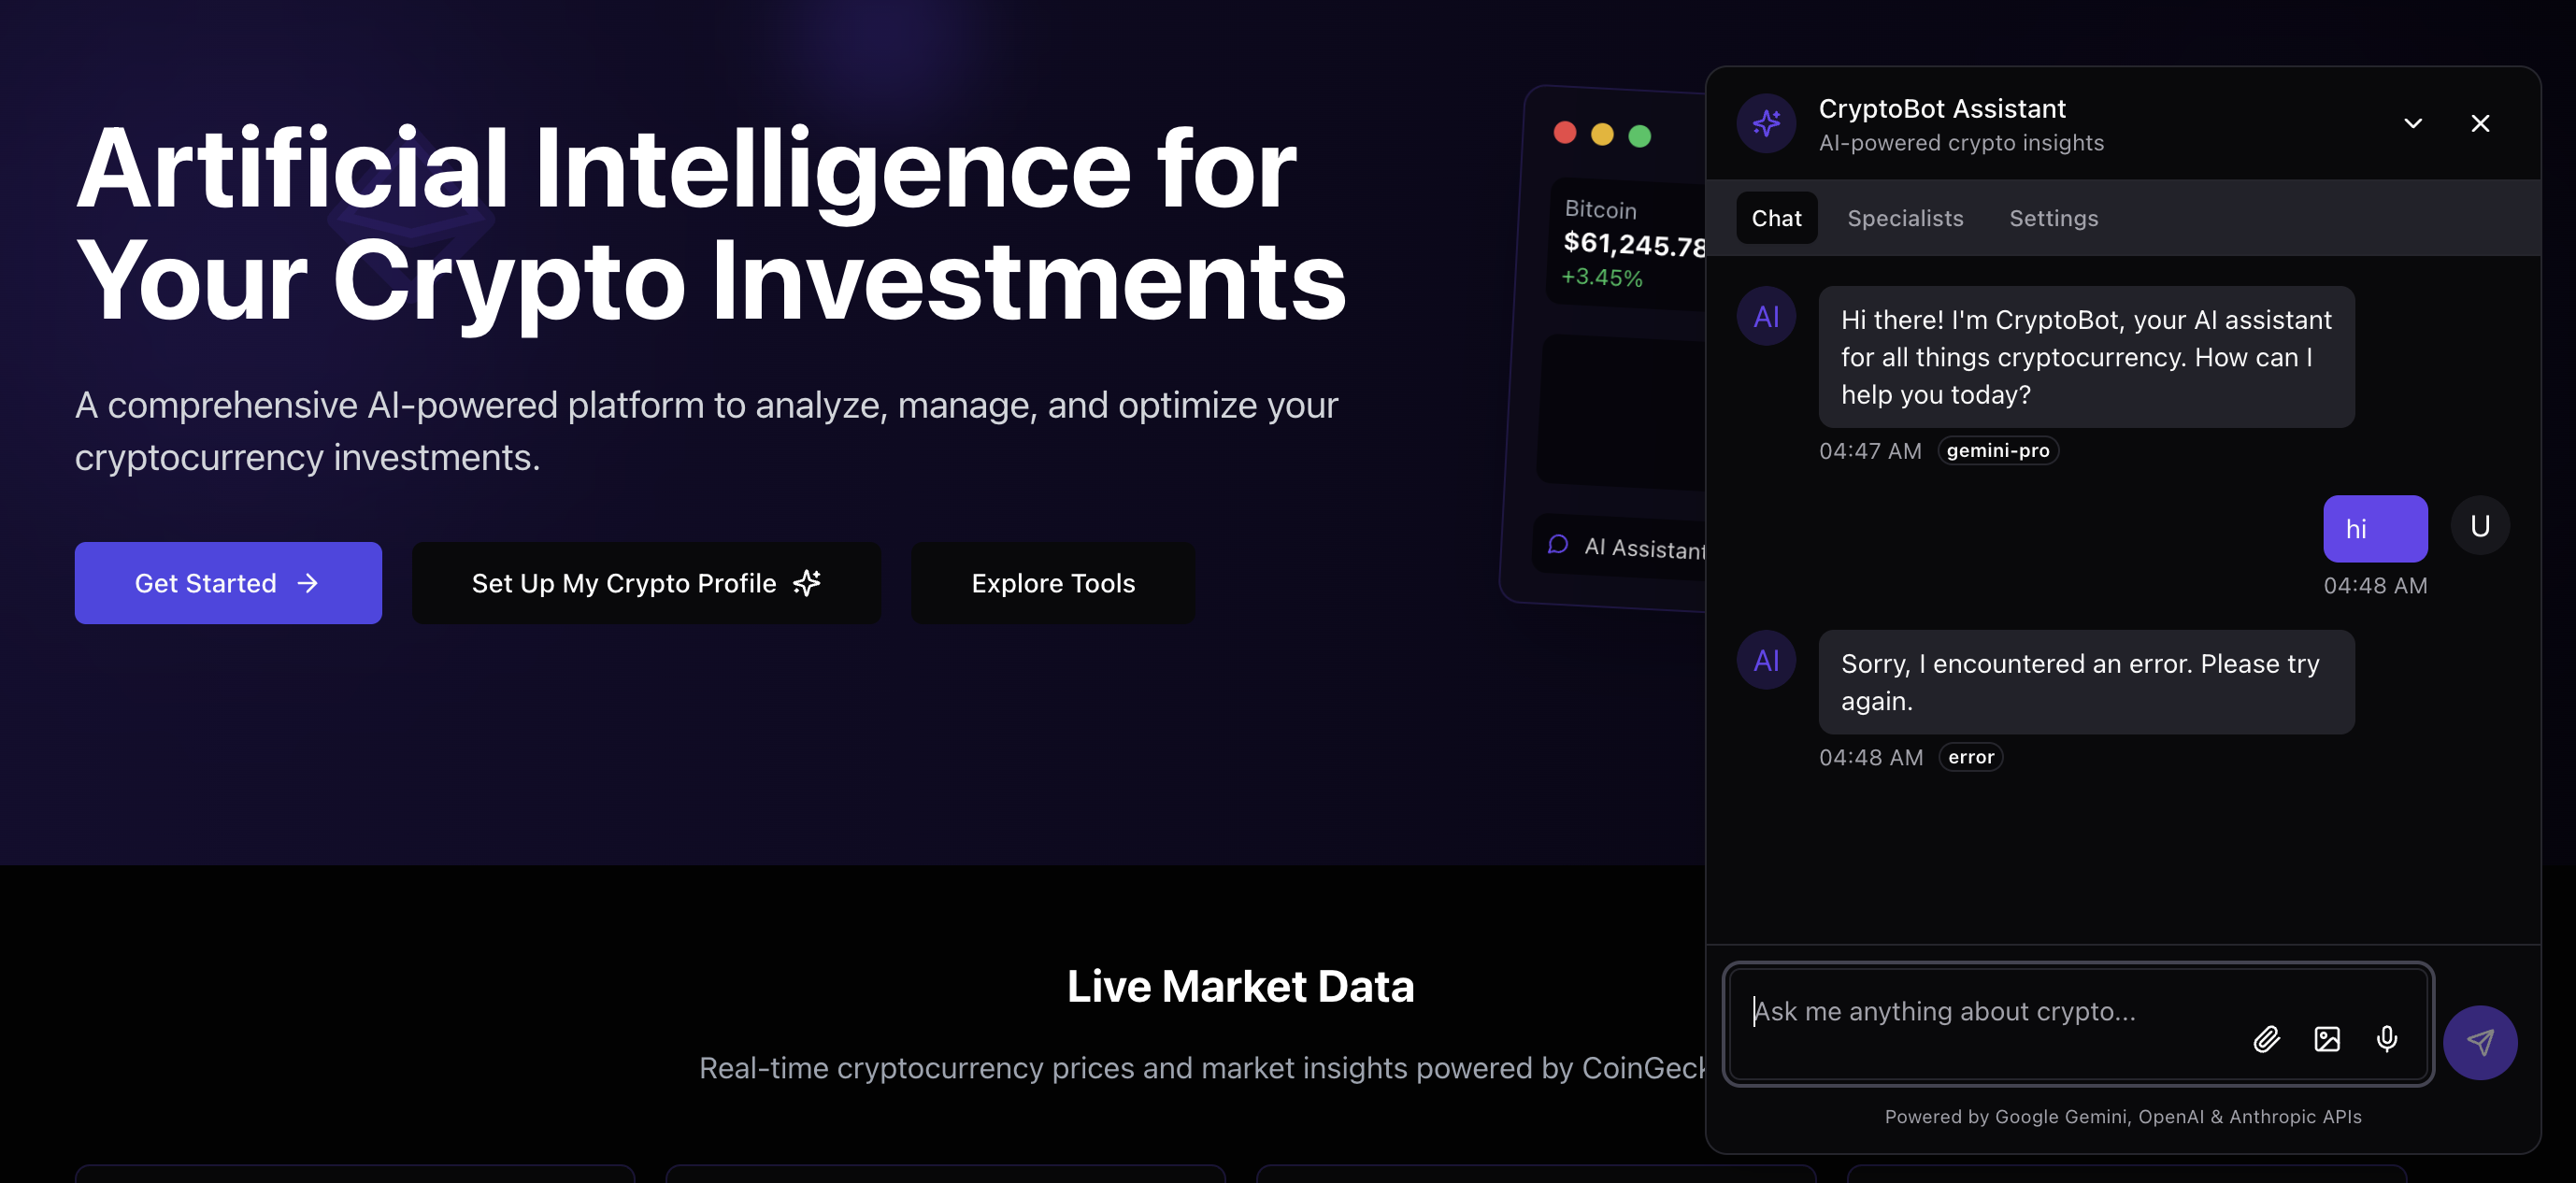 Artificial Intelligence for
Your Crypto Investments
A comprehensive AI-powered platform to analyze, manage, and optimize your
cryptocurrency investments.
Get Started
Set Up My Crypto Profile
Explore Tools
Bitcoin
$61,245.78
+3.45%
AI Assistant
Live Market Data
Real-time cryptocurrency prices and market insights powered by CoinGeck
CryptoBot Assistant
AI-powered crypto insights
Chat Specialists Settings
AI
Hi there! I'm CryptoBot, your AI assistant
for all things cryptocurrency. How can I
help you today?
04:47 AM gemini-pro
hi
U
04:48 AM
AI
Sorry, I encountered an error. Please try
again.
04:48 AM error
Ask me anything about crypto...
Powered by Google Gemini, OpenAI & Anthropic APIs